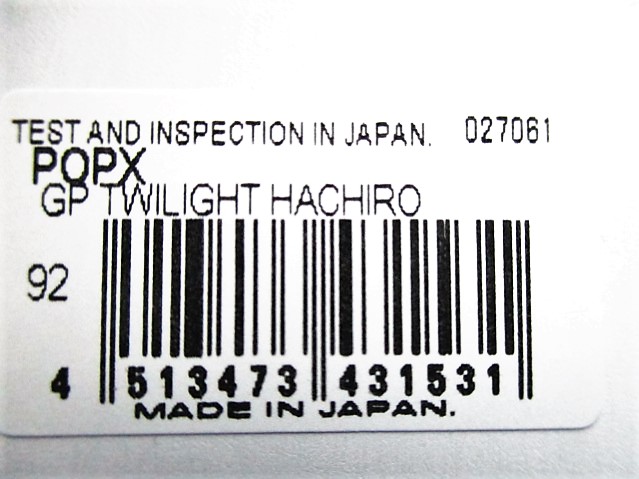 TEST AND INSPECTION IN JAPAN. 027061
POPX
GP TWILIGHT HACHIRO
92
4 513473 431531
MADE IN JAPAN.